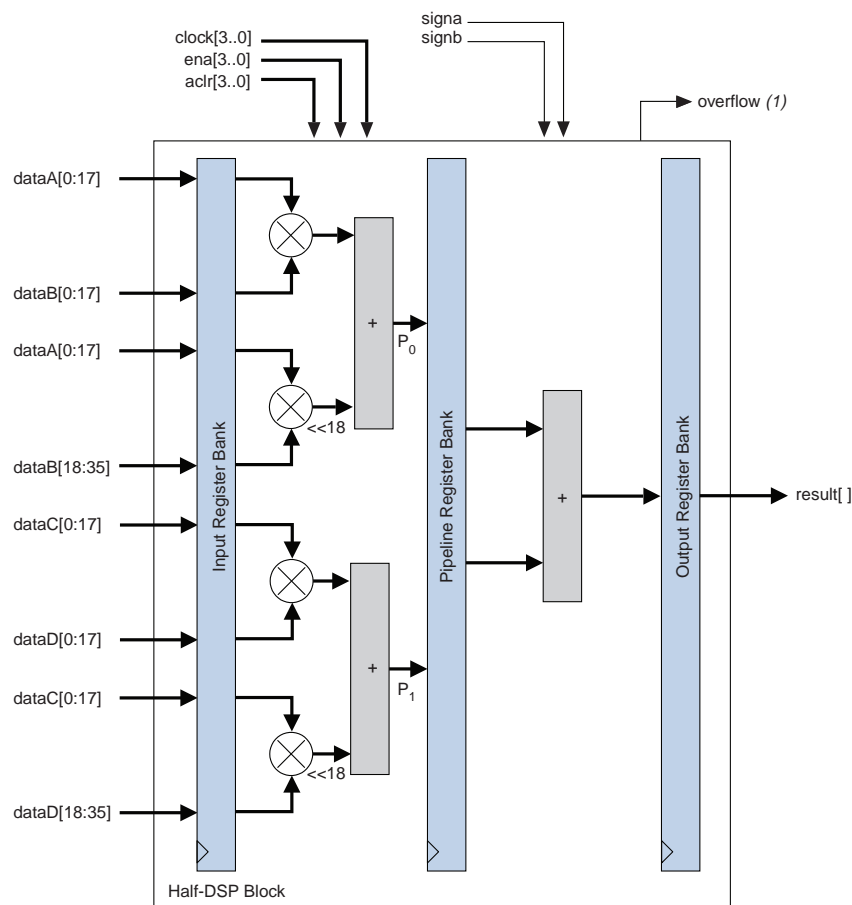 clock[3..0]
ena[3..0]
aclr[3..0]
signa
signb
overflow (1)
dataA[0:17]
dataB[0:17]
dataA[0:17]
dataB[18:35]
dataC[0:17]
dataD[0:17]
dataC[0:17]
dataD[18:35]
Input Register Bank
+
P0
<<18
+
P1
<<18
Pipeline Register Bank
+
Output Register Bank
result[ ]
Half-DSP Block